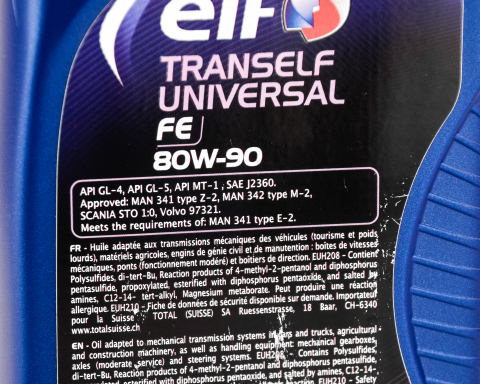 elf
TRANSELF
UNIVERSAL
FE
80W-90
API GL-4, API GL-5, API MT-1, SAE J2360.
Approved: MAN 341 type Z-2, MAN 342 type M-2,
SCANIA STO 1:0, Volvo 97321.
Meets the requirements of: MAN 341 type E-2.
FR - Huile adaptée aux transmissions mécaniques des véhicules (tourisme et poids
lourds), matériels agricoles, engins de génie civil et de manutention : boîtes de vitesses
mécaniques, ponts (fonctionnement modéré) et boîtiers de direction. EUH208 - Contient
Polysulfides, di-tert-Bu, Reaction products of 4-methyl-2-pentanol and diphosphorus
pentasulfide, propoxylated, esterified with diphosphorus pentaoxide, and salted by
amines, C12-14- tert-alkyl, Magnesium metaborate. Peut produire une réaction
allergique. EUH210 - Fiche de données de sécurité disponible sur demande. Importateur
pour la Suisse : TOTAL (SUISSE) SA Ruessenstrasse, 18 Baar, CH-6340
www.totalsuisse.ch
EN - Oil adapted to mechanical transmission systems in cars and trucks, agricultural
and construction machinery, as well as handling equipment: mechanical gearboxes,
axles (moderate service) and steering systems. EUH208 - Contains Polysulfides,
di-tert-Bu, Reaction products of 4-methyl-2-pentanol and diphosphorus
esterified with diphosphorus pentaoxide, and salted by amines, C12-14-
reaction. EUH210 - Safety